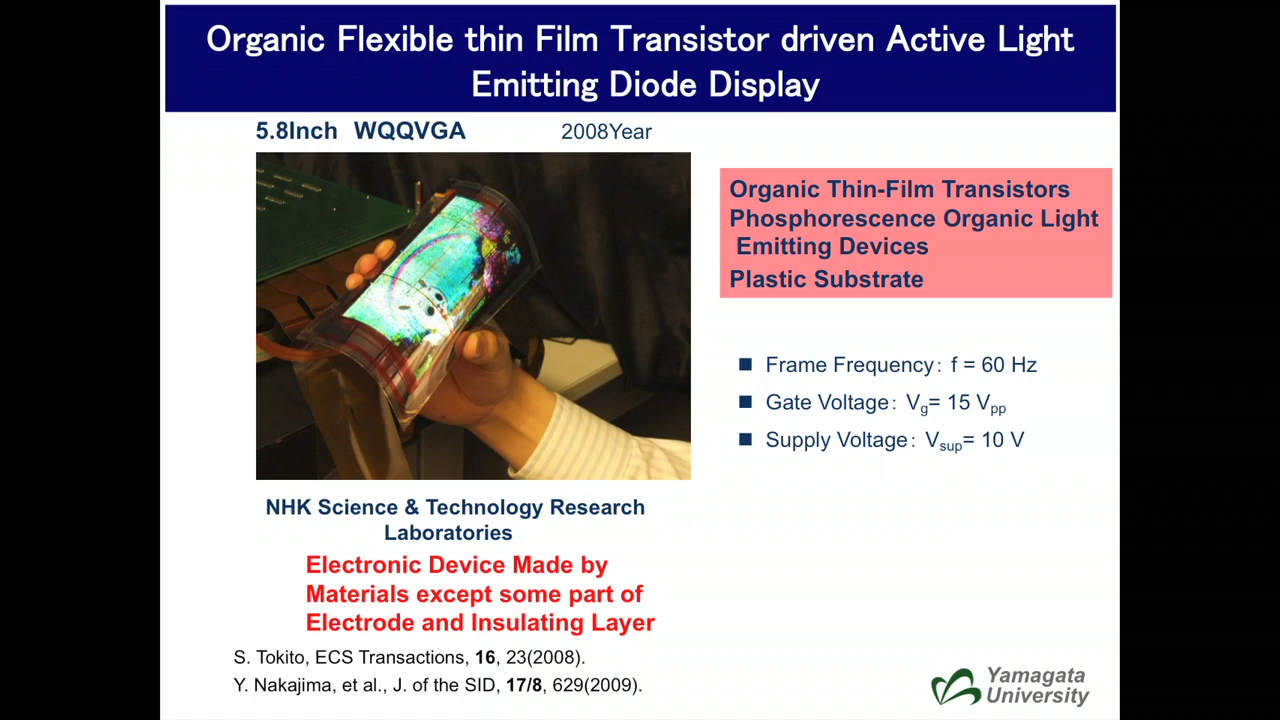 Organic Flexible thin Film Transistor driven Active Light
Emitting Diode Display
5.8Inch WQQVGA
2008Year
Organic Thin-Film Transistors
Phosphorescence Organic Light
Emitting Devices
Plastic Substrate
■ Frame Frequency: f = 60 Hz
■ Gate Voltage: Vg= 15 Vpp
■ Supply Voltage: Vsup= 10 V
NHK Science & Technology Research
Laboratories
Electronic Device Made by
Materials except some part of
Electrode and Insulating Layer
S. Tokito, ECS Transactions, 16, 23(2008).
Y. Nakajima, et al., J. of the SID, 17/8, 629(2009).
Yamagata
University